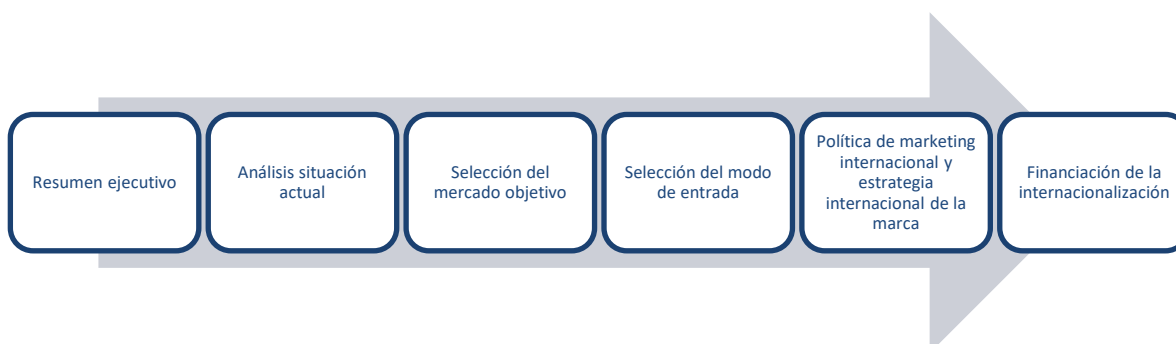 Resumen ejecutivo
Análisis situación
actual
Selección del
mercado objetivo
Selección del modo
de entrada
Política de marketing
internacional y
estrategia
internacional de la
marca
Financiación de la
internacionalización